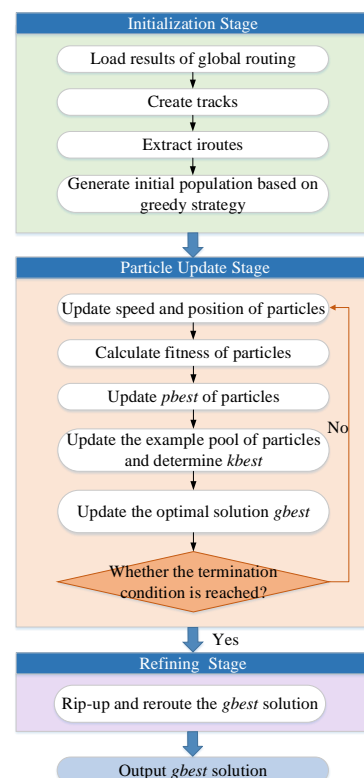 Initialization Stage
Load results of global routing
Create tracks
Extract iroutes
Generate initial population based on
greedy strategy
Particle Update Stage
Update speed and position of particles
Calculate fitness of particles
Update pbest of particles
No
Update the example pool of particles
and determine kbest
Update the optimal solution gbest
Whether the termination
condition is reached?
Yes
Refining Stage
Rip-up and reroute the gbest solution
Output gbest solution